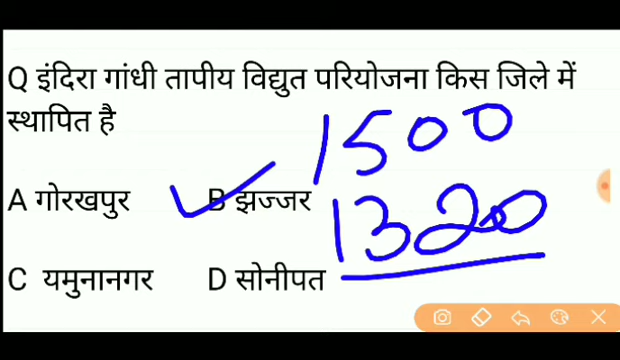 Q इंदिरा गांधी तापीय विद्युत परियोजना किस जिले में
स्थापित है
1500
A गोरखपुर B झज्जर
1320
C यमुनानगर D सोनीपत